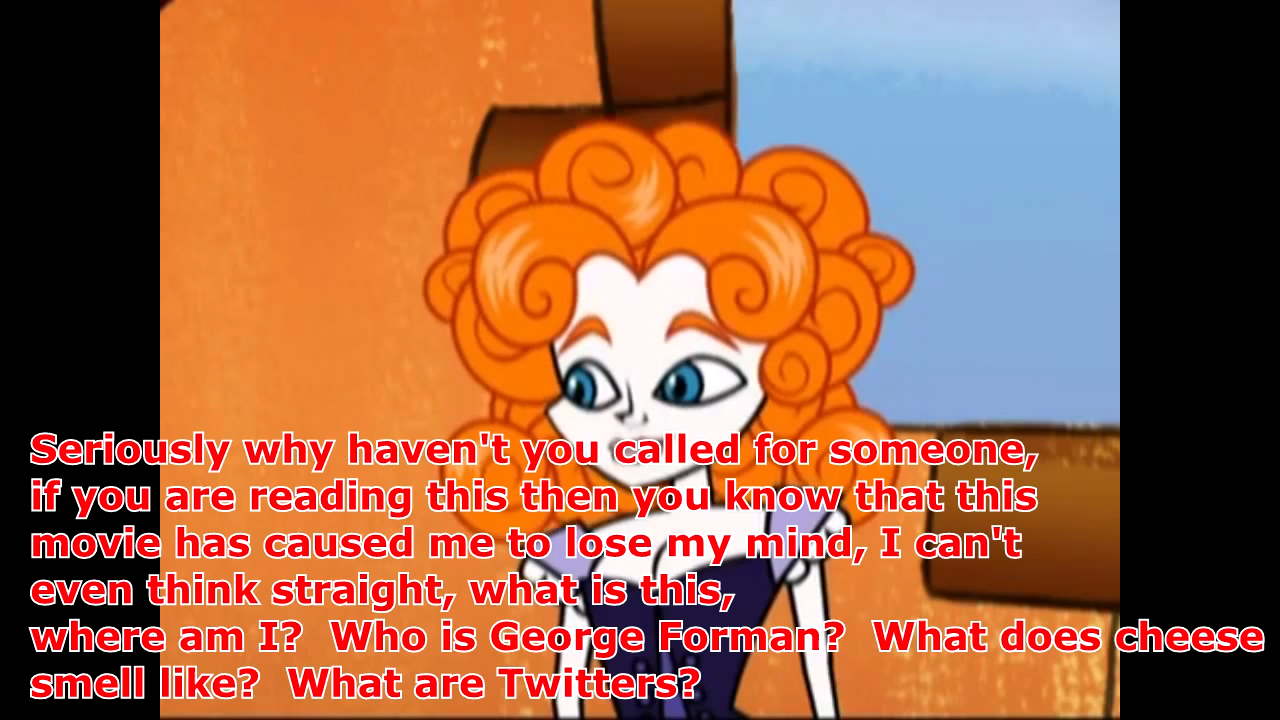 Seriously why haven't you called for someone,
if you are reading this then you know that this
movie has caused me to lose my mind, I can't
even think straight, what is this,
where am I?  Who is George Forman?  What does cheese
smell like?  What are Twitters?